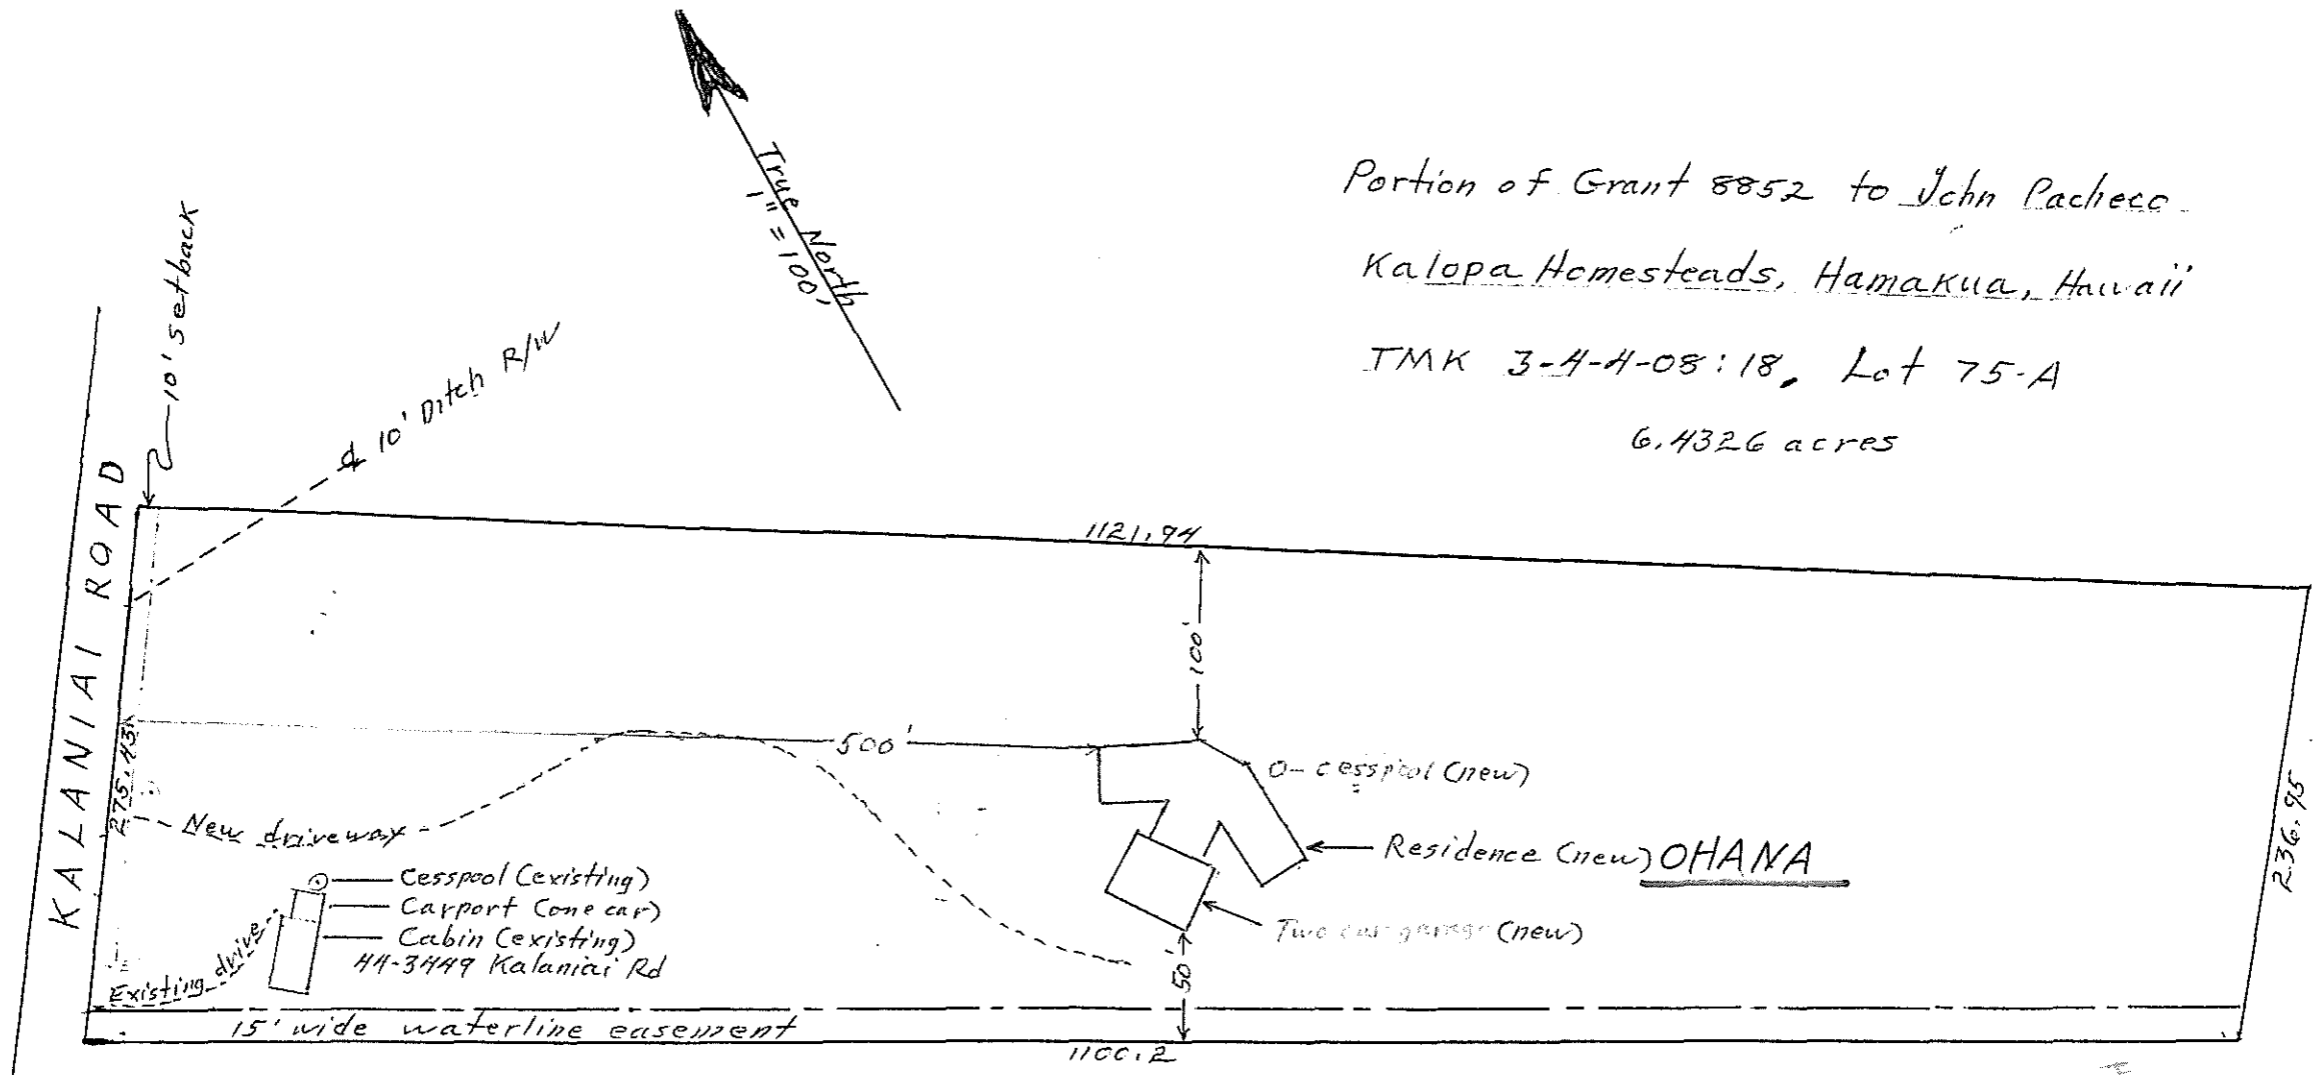 Portion of Grant 8852 to John Pacheco
Kalopa Homesteads, Hamakua, Hawaii
TMK 3-4-4-08:18, Lot 75-A
6.4326 acres
True North
1" = 100'
10' setback
℄ 10' Ditch R/W
KALANIAI ROAD
1121.94
100'
275.43
500'
O- cesspool (new)
New driveway
Residence (new) OHANA
236.95
Cesspool (existing)
Carport (one car)
Cabin (existing)
44-3449 Kalaniai Rd
Two car garage (new)
Existing drive
50'
15' wide waterline easement
1100.2